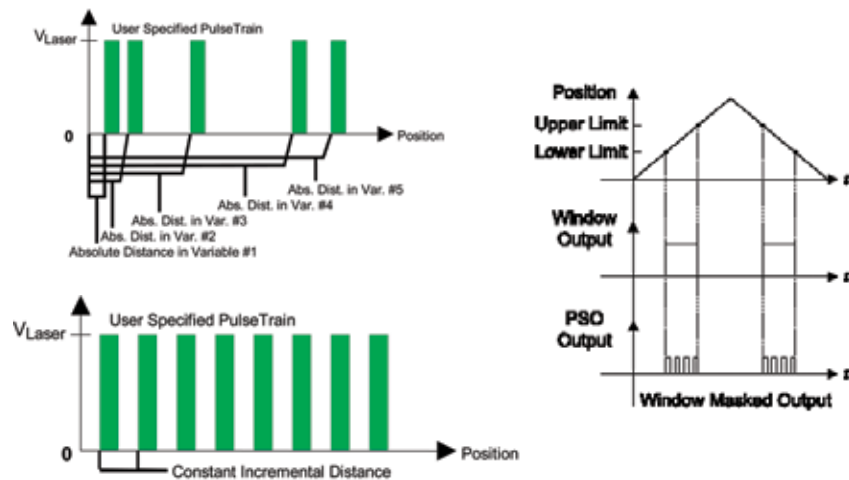 User Specified PulseTrain
VLaser
0
Position
Abs. Dist. in Var. #5
Abs. Dist. in Var. #4
Abs. Dist. in Var. #3
Abs. Dist. in Var. #2
Absolute Distance in Variable #1
User Specified PulseTrain
VLaser
0
Position
Constant Incremental Distance
Position
Upper Limit
Lower Limit
Window
Output
PSO
Output
Window Masked Output